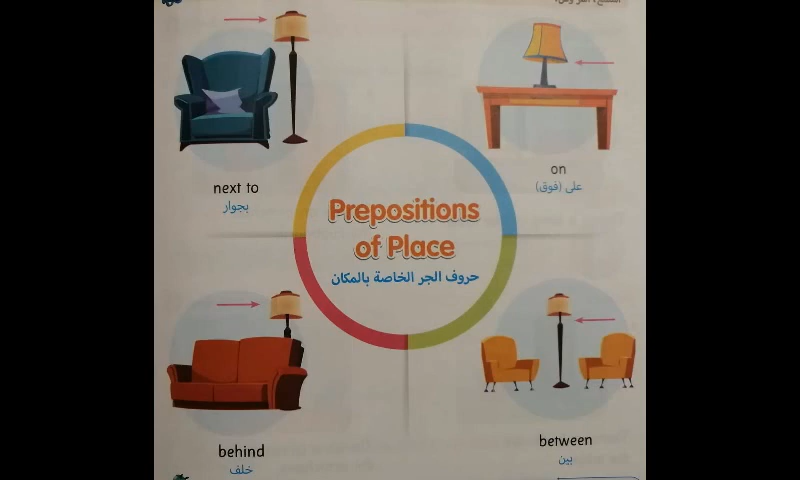 next to
بجوار
on
على (فوق)
Prepositions
of Place
حروف الجر الخاصة بالمكان
behind
خلف
between
بين